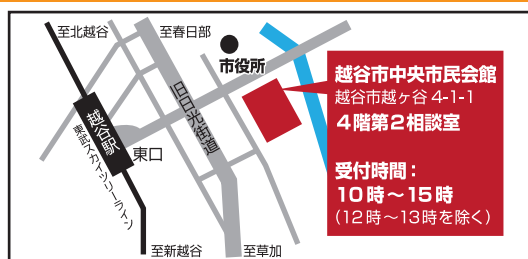 至北越谷
至春日部
市役所
越谷駅
東口
東武スカイツリーライン
旧日光街道
至新越谷
至草加
越谷市中央市民会館
越谷市越ヶ谷4-1-1
4階第2相談室
受付時間：
10時～15時
（12時～13時を除く）